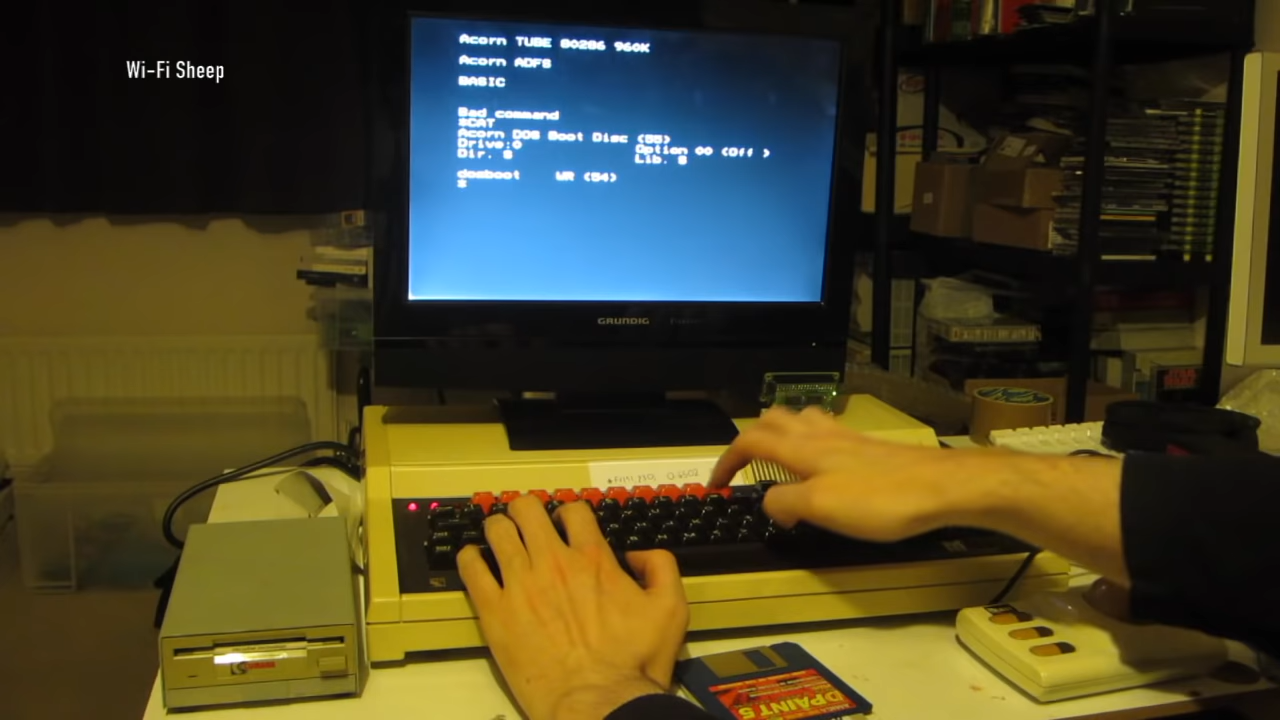 Wi-Fi Sheep
Acorn TUBE 80286 960K
Acorn ADFS
BASIC
Bad command
*CAT
Acorn DOS Boot Disc (55)
Drive:0 Option 00 (Off )
Dir. $ Lib. $
dosboot WR (54)
*
GRUNDIG
DPAINT 5